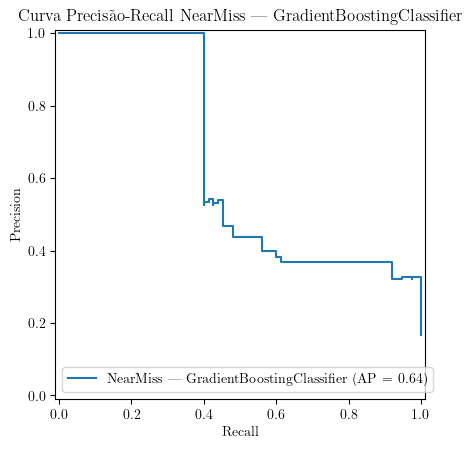 Curva Precisão-Recall NearMiss — GradientBoostingClassifier
1.0
0.8
0.6
0.4
0.2
0.0
Precision
NearMiss — GradientBoostingClassifier (AP = 0.64)
0.0 0.2 0.4 0.6 0.8 1.0
Recall